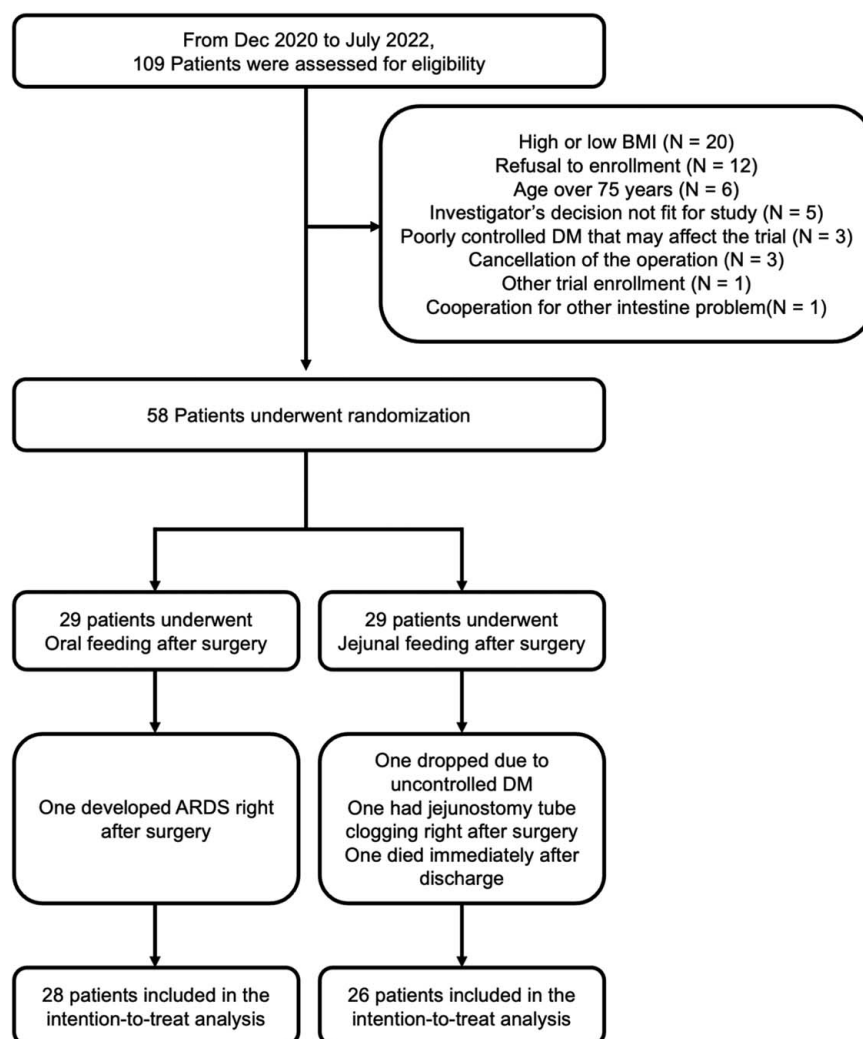 From Dec 2020 to July 2022,
109 Patients were assessed for eligibility
High or low BMI (N = 20)
Refusal to enrollment (N = 12)
Age over 75 years (N = 6)
Investigator's decision not fit for study (N = 5)
Poorly controlled DM that may affect the trial (N = 3)
Cancellation of the operation (N = 3)
Other trial enrollment (N = 1)
Cooperation for other intestine problem(N = 1)
58 Patients underwent randomization
29 patients underwent
Oral feeding after surgery
29 patients underwent
Jejunal feeding after surgery
One developed ARDS right
after surgery
One dropped due to
uncontrolled DM
One had jejunostomy tube
clogging right after surgery
One died immediately after
discharge
28 patients included in the
intention-to-treat analysis
26 patients included in the
intention-to-treat analysis